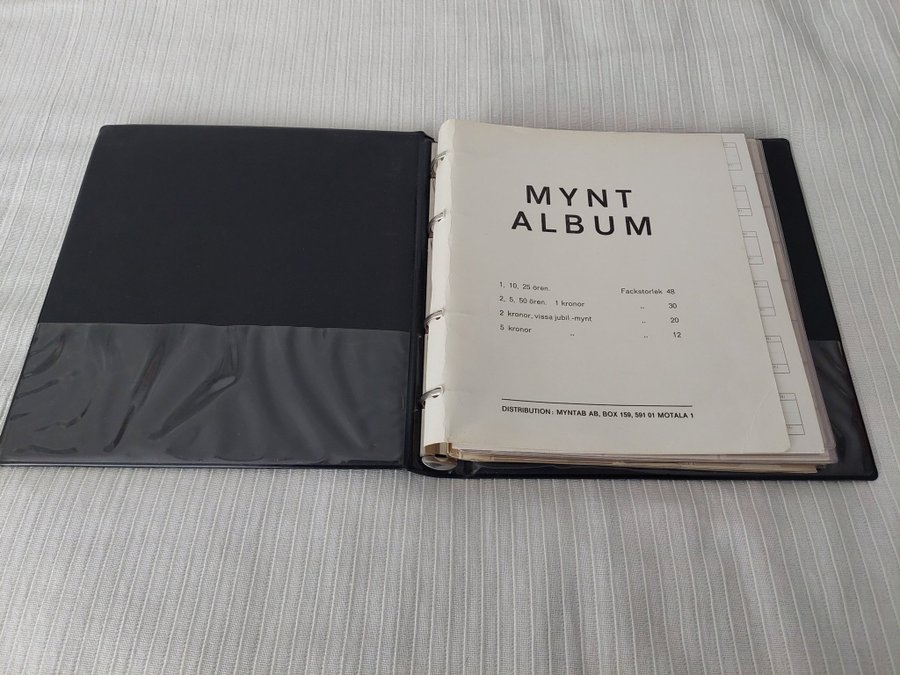 MYNT
ALBUM
1, 10, 25 ören. Fackstorlek 48
2, 5, 50 ören. 1 kronor ,, 30
2 kronor, vissa jubil.-mynt ,, 20
5 kronor ,, ,, 12
DISTRIBUTION: MYNTAB AB, BOX 159, 591 01 MOTALA 1